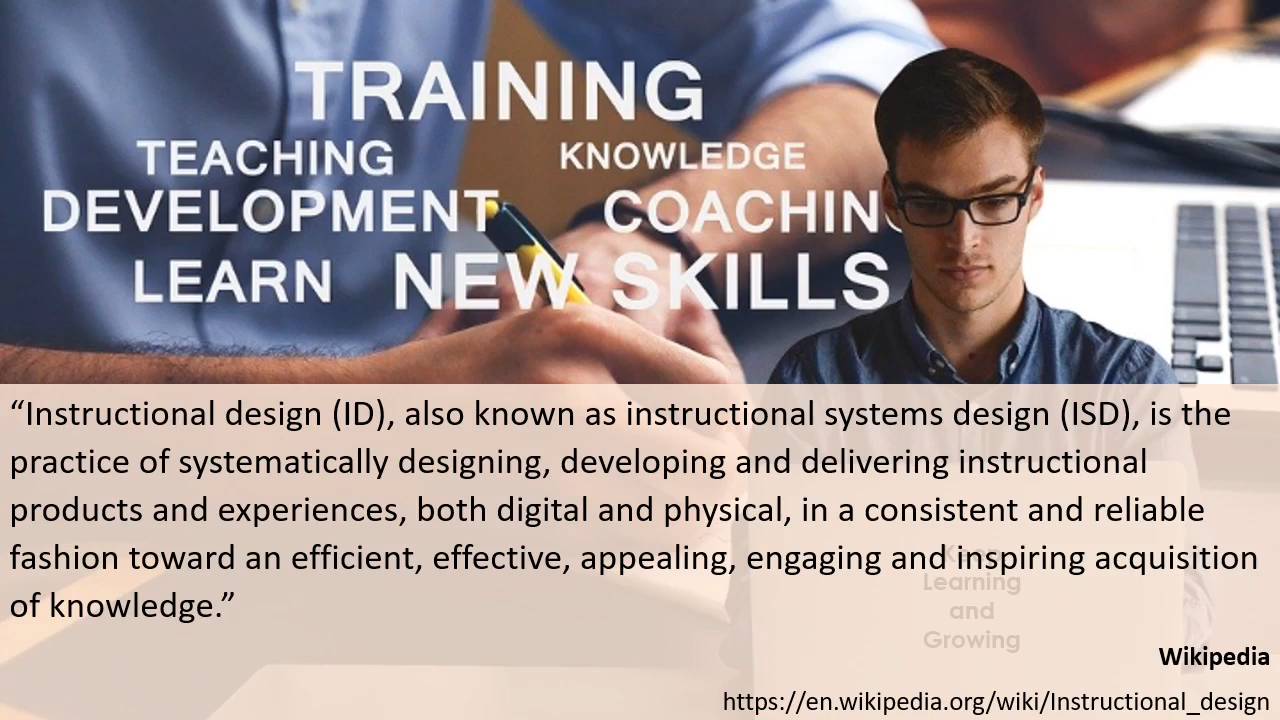 TRAINING
TEACHING KNOWLEDGE
DEVELOPMENT COACHING
LEARN NEW SKILLS
“Instructional design (ID), also known as instructional systems design (ISD), is the
practice of systematically designing, developing and delivering instructional
products and experiences, both digital and physical, in a consistent and reliable
fashion toward an efficient, effective, appealing, engaging and inspiring acquisition
of knowledge.”
Keep
Learning
and
Growing
Wikipedia
https://en.wikipedia.org/wiki/Instructional_design